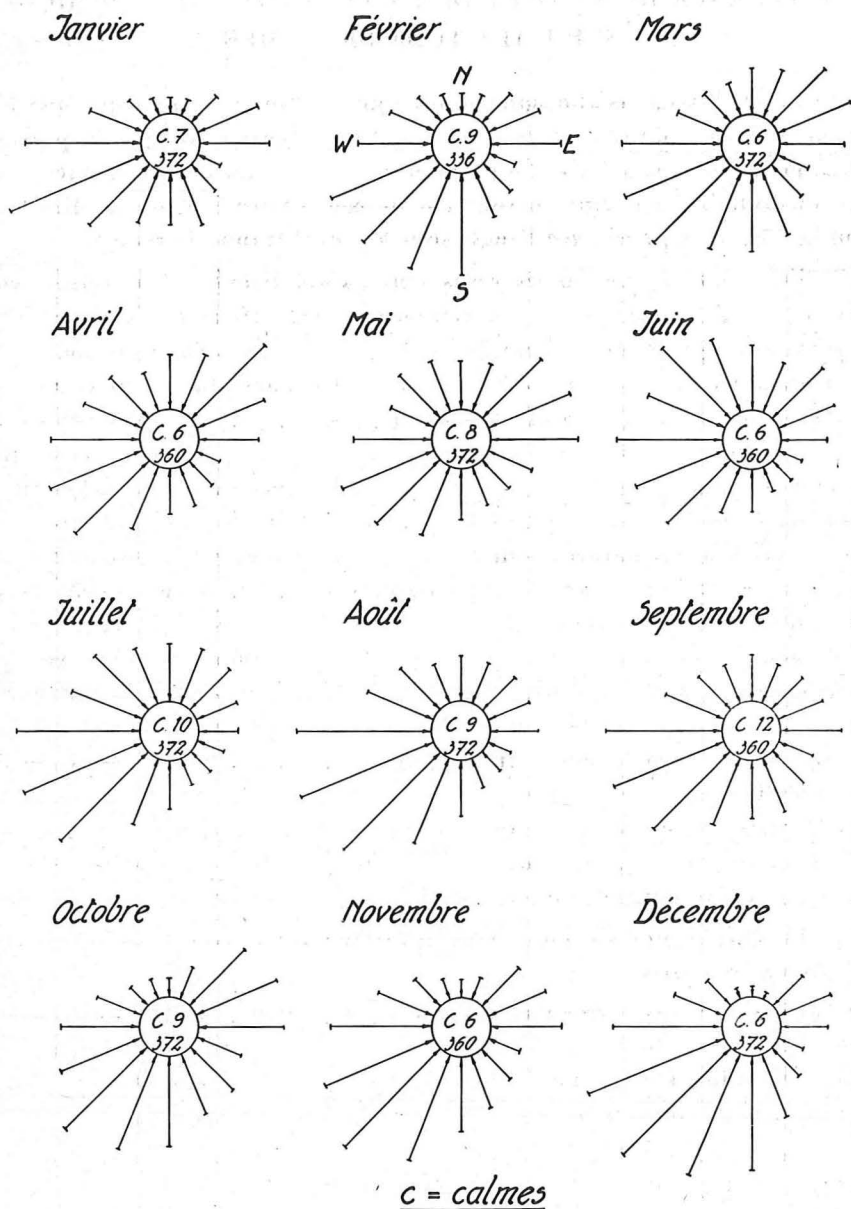 Janvier Février Mars
N
C.7 W C.9 E C.6
372 336 372
S
Avril Mai Juin
C.6 C.8 C.6
360 372 360
Juillet Août Septembre
C.10 C 9 C 12
372 372 360
Octobre Novembre Décembre
C 9 C 6 C.6
372 360 372
C = calmes